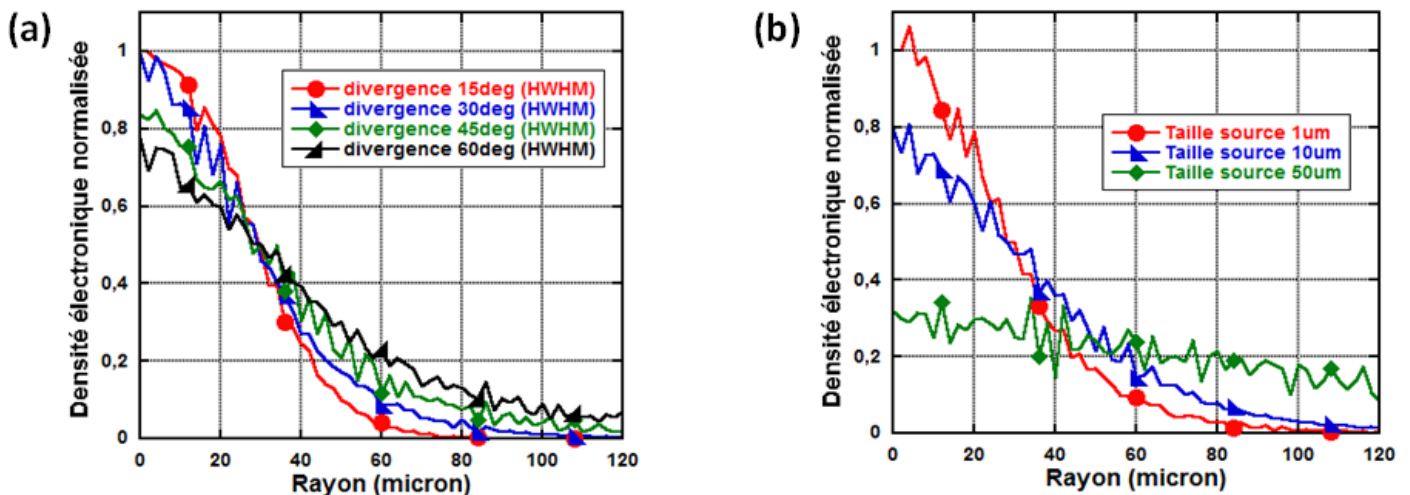 (a)
Densité électronique normalisée
1
0,8
0,6
0,4
0,2
0
0 20 40 60 80 100 120
Rayon (micron)
divergence 15deg (HWHM)
divergence 30deg (HWHM)
divergence 45deg (HWHM)
divergence 60deg (HWHM)
(b)
Densité électronique normalisée
1
0,8
0,6
0,4
0,2
0
0 20 40 60 80 100 120
Rayon (micron)
Taille source 1um
Taille source 10um
Taille source 50um